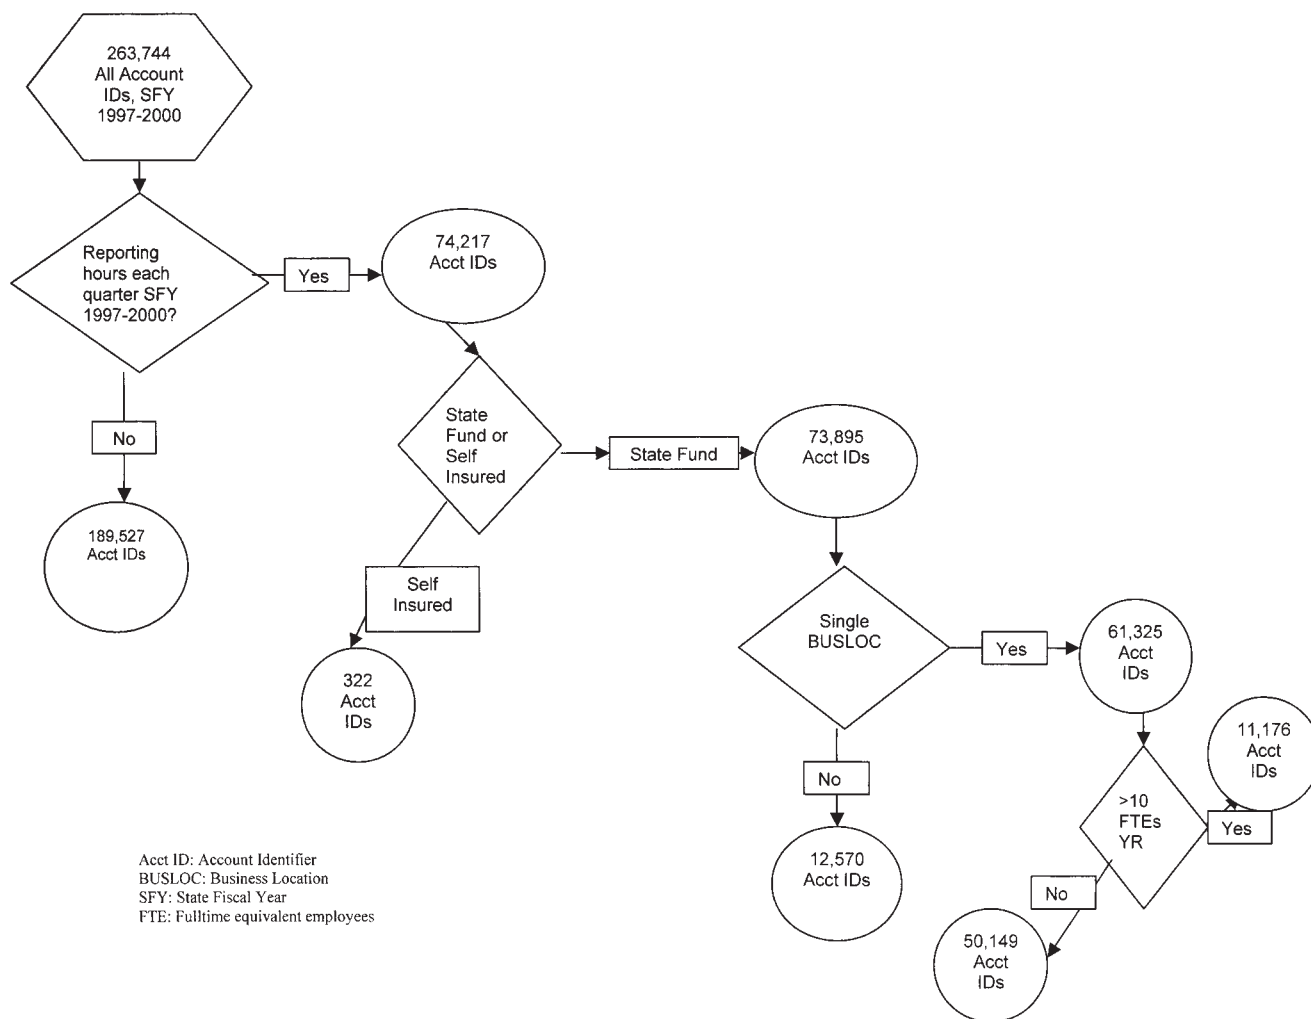 263,744
All Account
IDs, SFY
1997-2000
Reporting
hours each
quarter SFY
1997-2000?
Yes
74,217
Acct IDs
No
189,527
Acct IDs
State
Fund or
Self
Insured
State Fund
73,895
Acct IDs
Self
Insured
322
Acct
IDs
Single
BUSLOC
Yes
61,325
Acct
IDs
No
12,570
Acct IDs
>10
FTEs
YR
Yes
11,176
Acct
IDs
No
50,149
Acct
IDs
Acct ID: Account Identifier
BUSLOC: Business Location
SFY: State Fiscal Year
FTE: Fulltime equivalent employees